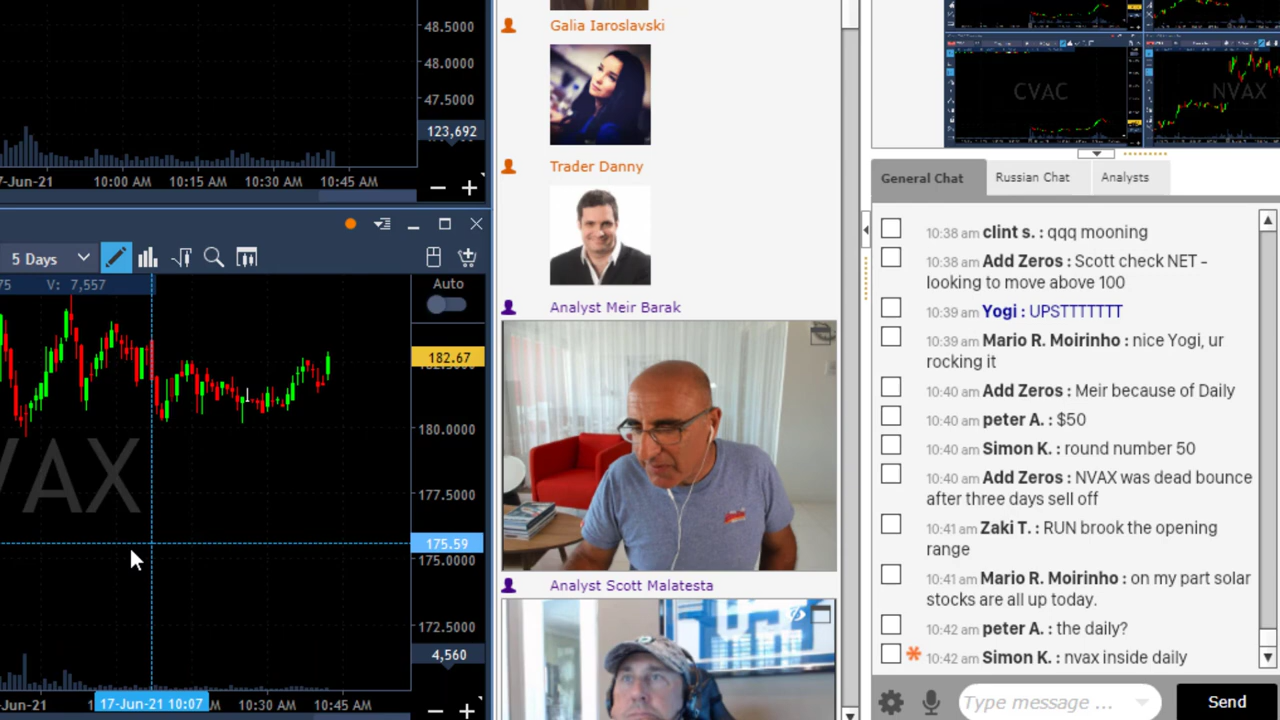 48.5000
48.0000
47.5000
123,692
7-Jun-21
10:00 AM
10:15 AM
10:30 AM
10:45 AM
5 Days
75 V: 7,557
Auto
182.67
180.0000
177.5000
175.59
175.0000
172.5000
4,560
17-Jun-21 10:07
10:30 AM
10:45 AM
Galia Iaroslavski
Trader Danny
Analyst Meir Barak
Analyst Scott Malatesta
CVAC
NVAX
General Chat
Russian Chat
Analysts
10:38 am clint s. : qqq mooning
10:38 am Add Zeros : Scott check NET -
looking to move above 100
10:39 am Yogi : UPSTTTTTTT
10:39 am Mario R. Moirinho : nice Yogi, ur
rocking it
10:40 am Add Zeros : Meir because of Daily
10:40 am peter A. : $50
10:40 am Simon K. : round number 50
10:40 am Add Zeros : NVAX was dead bounce
after three days sell off
10:41 am Zaki T. : RUN brook the opening
range
10:41 am Mario R. Moirinho : on my part solar
stocks are all up today.
10:42 am peter A. : the daily?
10:42 am Simon K. : nvax inside daily
Type message ...
Send